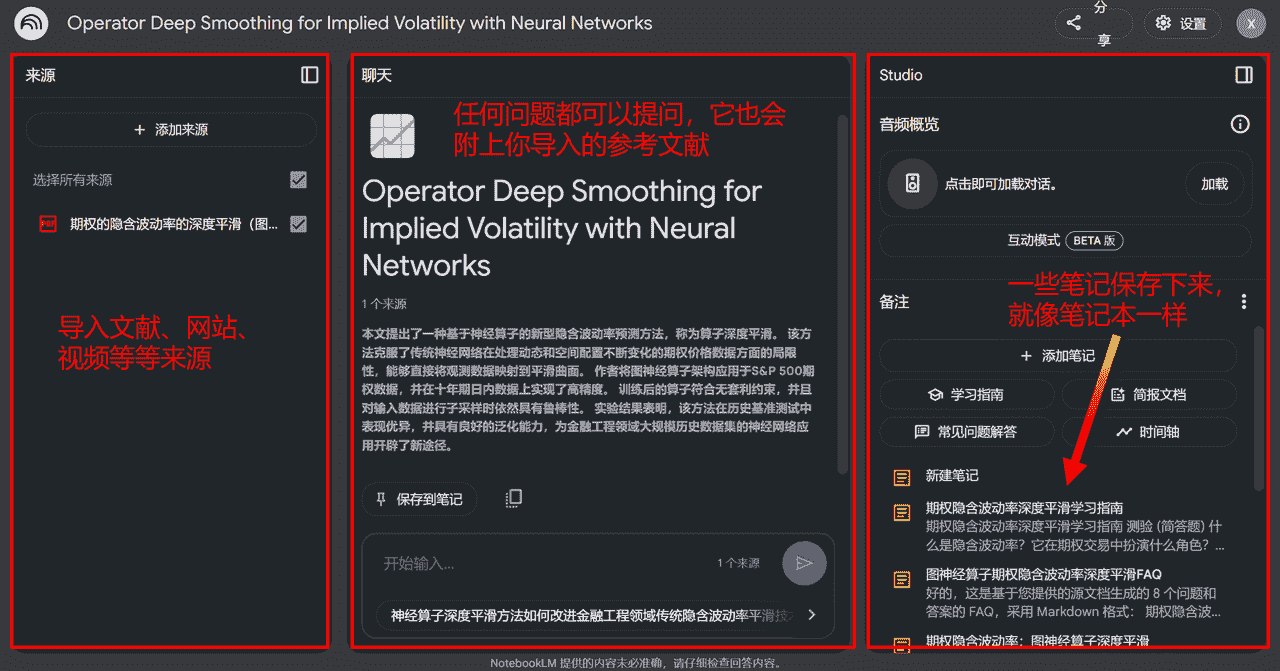 Operator Deep Smoothing for Implied Volatility with Neural Networks
分
享
设置
X
来源
添加来源
选择所有来源
PDF
期权的隐含波动率的深度平滑（图...
导入文献、网站、
视频等等来源
聊天
任何问题都可以提问，它也会
附上你导入的参考文献
Operator Deep Smoothing for
Implied Volatility with Neural
Networks
1 个来源
本文提出了一种基于神经算子的新型隐含波动率预测方法，称为算子深度平滑。 该方
法克服了传统神经网络在处理动态和空间配置不断变化的期权价格数据方面的局限
性，能够直接将观测数据映射到平滑曲面。 作者将图神经算子架构应用于S&P 500期
权数据，并在十年期日内数据上实现了高精度。 训练后的算子符合无套利约束，并且
对输入数据进行子采样时依然具有鲁棒性。 实验结果表明，该方法在历史基准测试中
表现优异，并具有良好的泛化能力，为金融工程领域大规模历史数据集的神经网络应
用开辟了新途径。
保存到笔记
开始输入...
1 个来源
神经算子深度平滑方法如何改进金融工程领域传统隐含波动率平滑技
Studio
音频概览
点击即可加载对话。
加载
互动模式 BETA 版
备注
一些笔记保存下来，
就像笔记本一样
添加笔记
学习指南
简报文档
常见问题解答
时间轴
新建笔记
期权隐含波动率深度平滑学习指南
期权隐含波动率深度平滑学习指南 测验 (简答题) 什
么是隐含波动率？它在期权交易中扮演什么角色？...
图神经算子期权隐含波动率深度平滑FAQ
好的，这是基于您提供的源文档生成的 8 个问题和
答案的 FAQ，采用 Markdown 格式： 期权隐含波...
期权隐含波动率：图神经算子深度平滑
NotebookLM 提供的内容未必准确，请仔细检查回答内容。